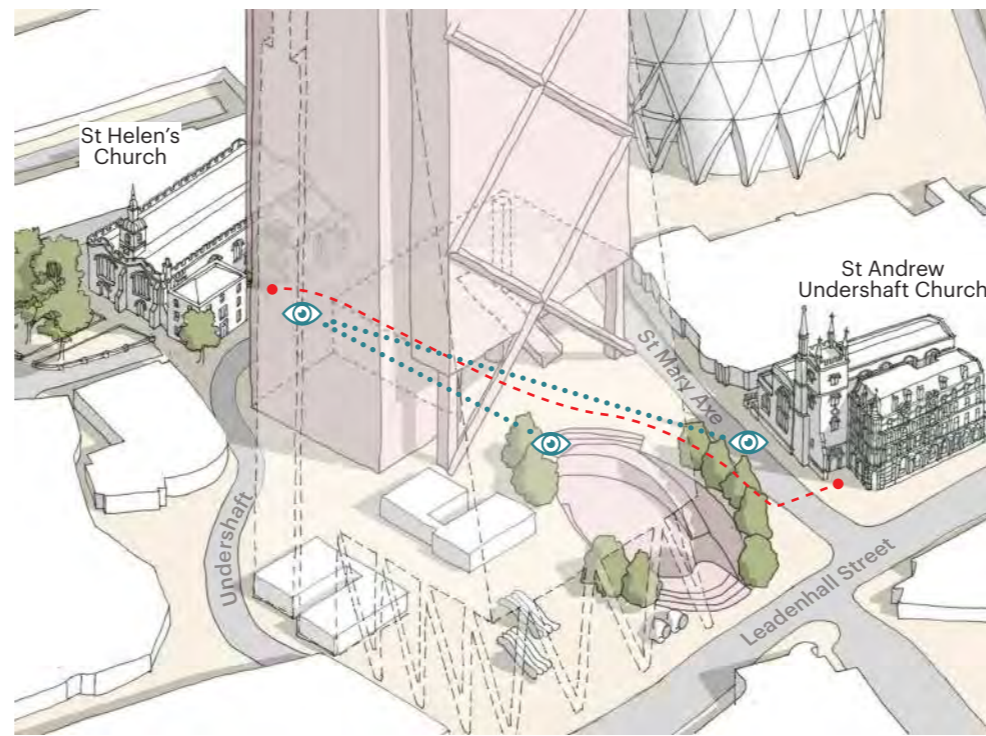 St Helen's
Church
St Andrew
Undershaft Church
St Mary Axe
Undershaft
Leadenhall Street